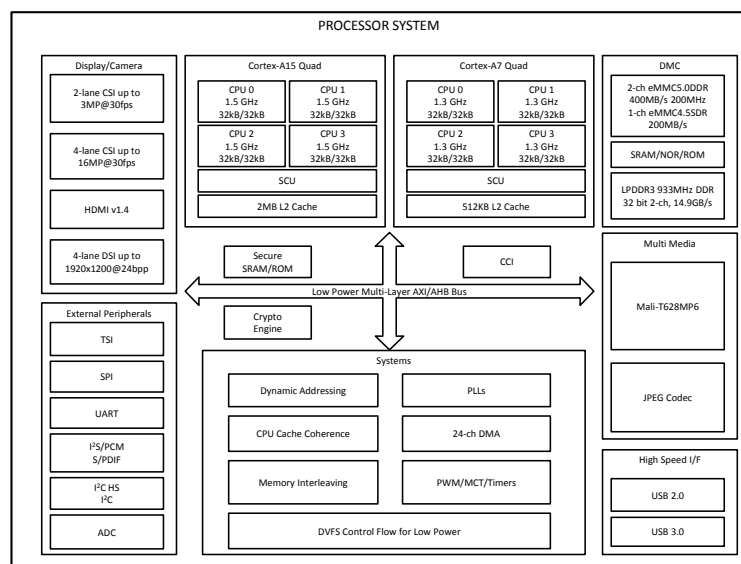 PROCESSOR SYSTEM
Display/Camera
2-lane CSI up to
3MP@30fps
4-lane CSI up to
16MP@30fps
HDMI v1.4
4-lane DSI up to
1920x1200@24bpp
External Peripherals
TSI
SPI
UART
I²S/PCM
S/PDIF
I²C HS
I²C
ADC
Cortex-A15 Quad
CPU 0
1.5 GHz
32kB/32kB
CPU 1
1.5 GHz
32kB/32kB
CPU 2
1.5 GHz
32kB/32kB
CPU 3
1.5 GHz
32kB/32kB
SCU
2MB L2 Cache
Cortex-A7 Quad
CPU 0
1.3 GHz
32kB/32kB
CPU 1
1.3 GHz
32kB/32kB
CPU 2
1.3 GHz
32kB/32kB
CPU 3
1.3 GHz
32kB/32kB
SCU
512KB L2 Cache
Secure
SRAM/ROM
CCI
Low Power Multi-Layer AXI/AHB Bus
Crypto
Engine
Systems
Dynamic Addressing
PLLs
CPU Cache Coherence
24-ch DMA
Memory Interleaving
PWM/MCT/Timers
DVFS Control Flow for Low Power
DMC
2-ch eMMC5.0DDR
400MB/s 200MHz
1-ch eMMC4.5SDR
200MB/s
SRAM/NOR/ROM
LPDDR3 933MHz DDR
32 bit 2-ch, 14.9GB/s
Multi Media
Mali-T628MP6
JPEG Codec
High Speed I/F
USB 2.0
USB 3.0